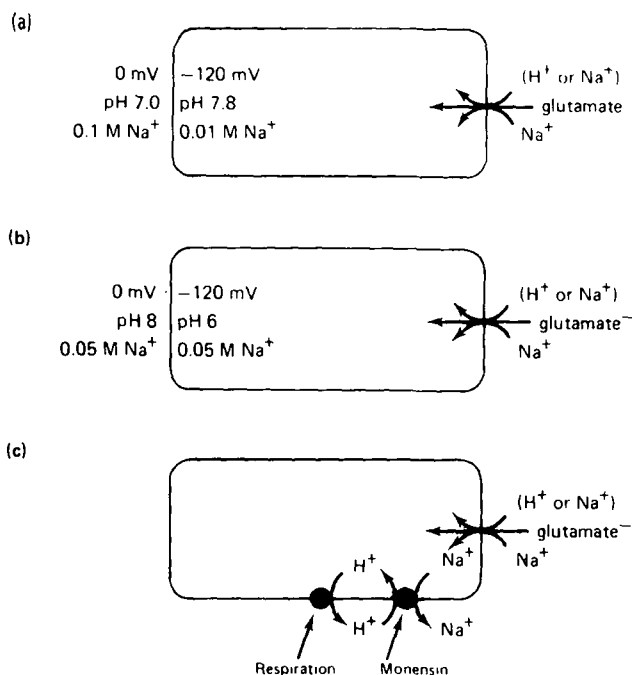 (a)
0 mV −120 mV
pH 7.0 pH 7.8
0.1 M Na⁺ 0.01 M Na⁺
(H⁺ or Na⁺)
glutamate
Na⁺
(b)
0 mV −120 mV
pH 8 pH 6
0.05 M Na⁺ 0.05 M Na⁺
(H⁺ or Na⁺)
glutamate⁻
Na⁺
(c)
(H⁺ or Na⁺)
glutamate⁻
Na⁺ Na⁺
H⁺
H⁺ Na⁺
Respiration Monensin